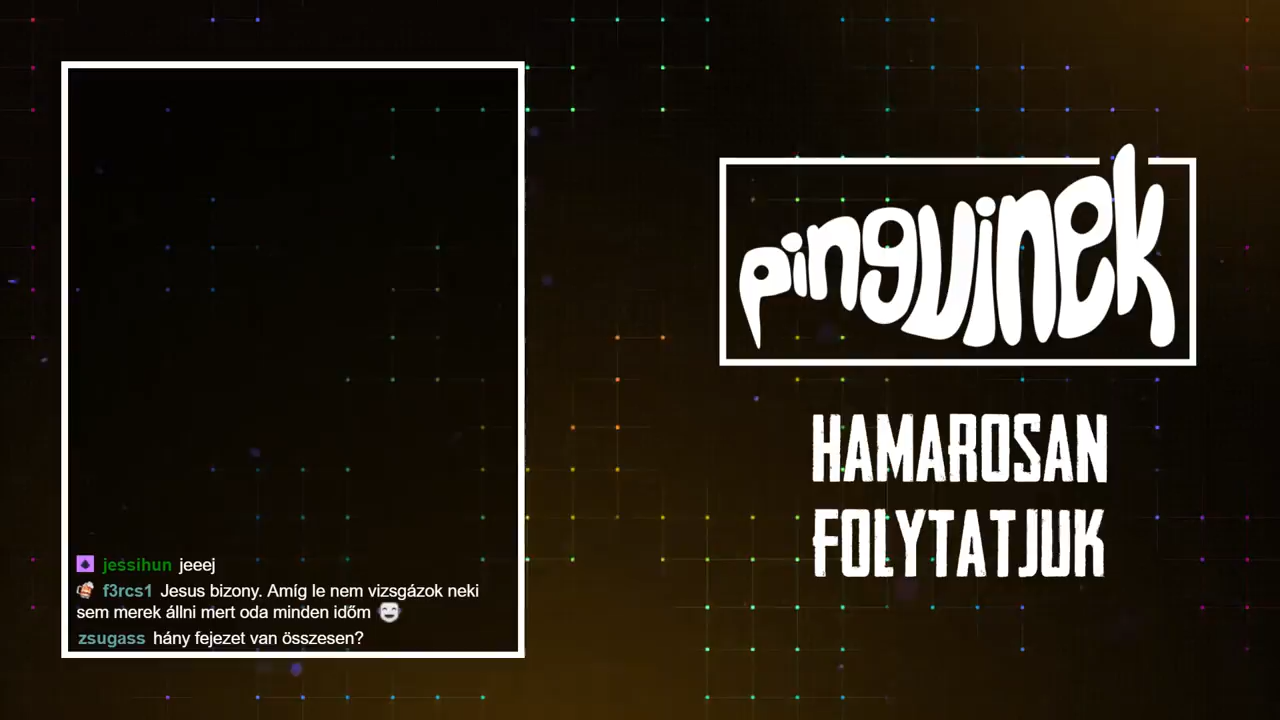 pingvinek
HAMAROSAN
FOLYTATJUK
jessihun jeeej
f3rcs1 Jesus bizony. Amíg le nem vizsgázok neki
sem merek állni mert oda minden időm
zsugass hány fejezet van összesen?